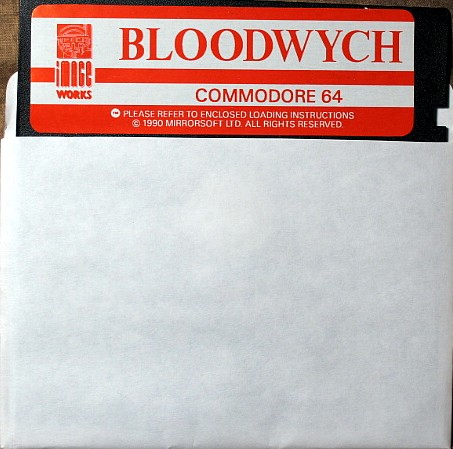 BLOODWYCH
IMAGE
WORKS
COMMODORE 64
PLEASE REFER TO ENCLOSED LOADING INSTRUCTIONS
© 1990 MIRRORSOFT LTD. ALL RIGHTS RESERVED.